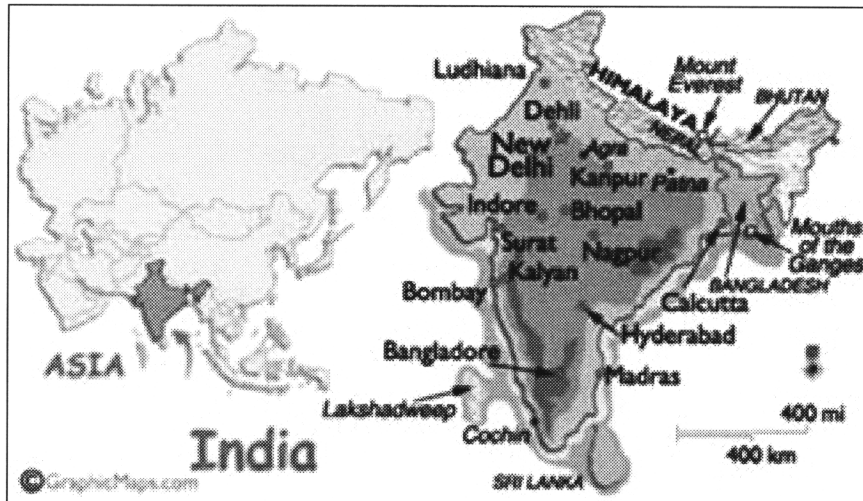 ASIA
India
©GraphicMaps.com
Ludhiana
HIMALAYA
Mount
Everest
BHUTAN
NEPAL
Dehli
New
Delhi
Agra
Kanpur
Patna
Indore
Bhopal
Surat
Nagpur
Mouths
of the
Ganges
Kalyan
BANGLADESH
Bombay
Calcutta
Hyderabad
Bangladore
Madras
Lakshadweep
Cochin
400 mi
400 km
SRI LANKA